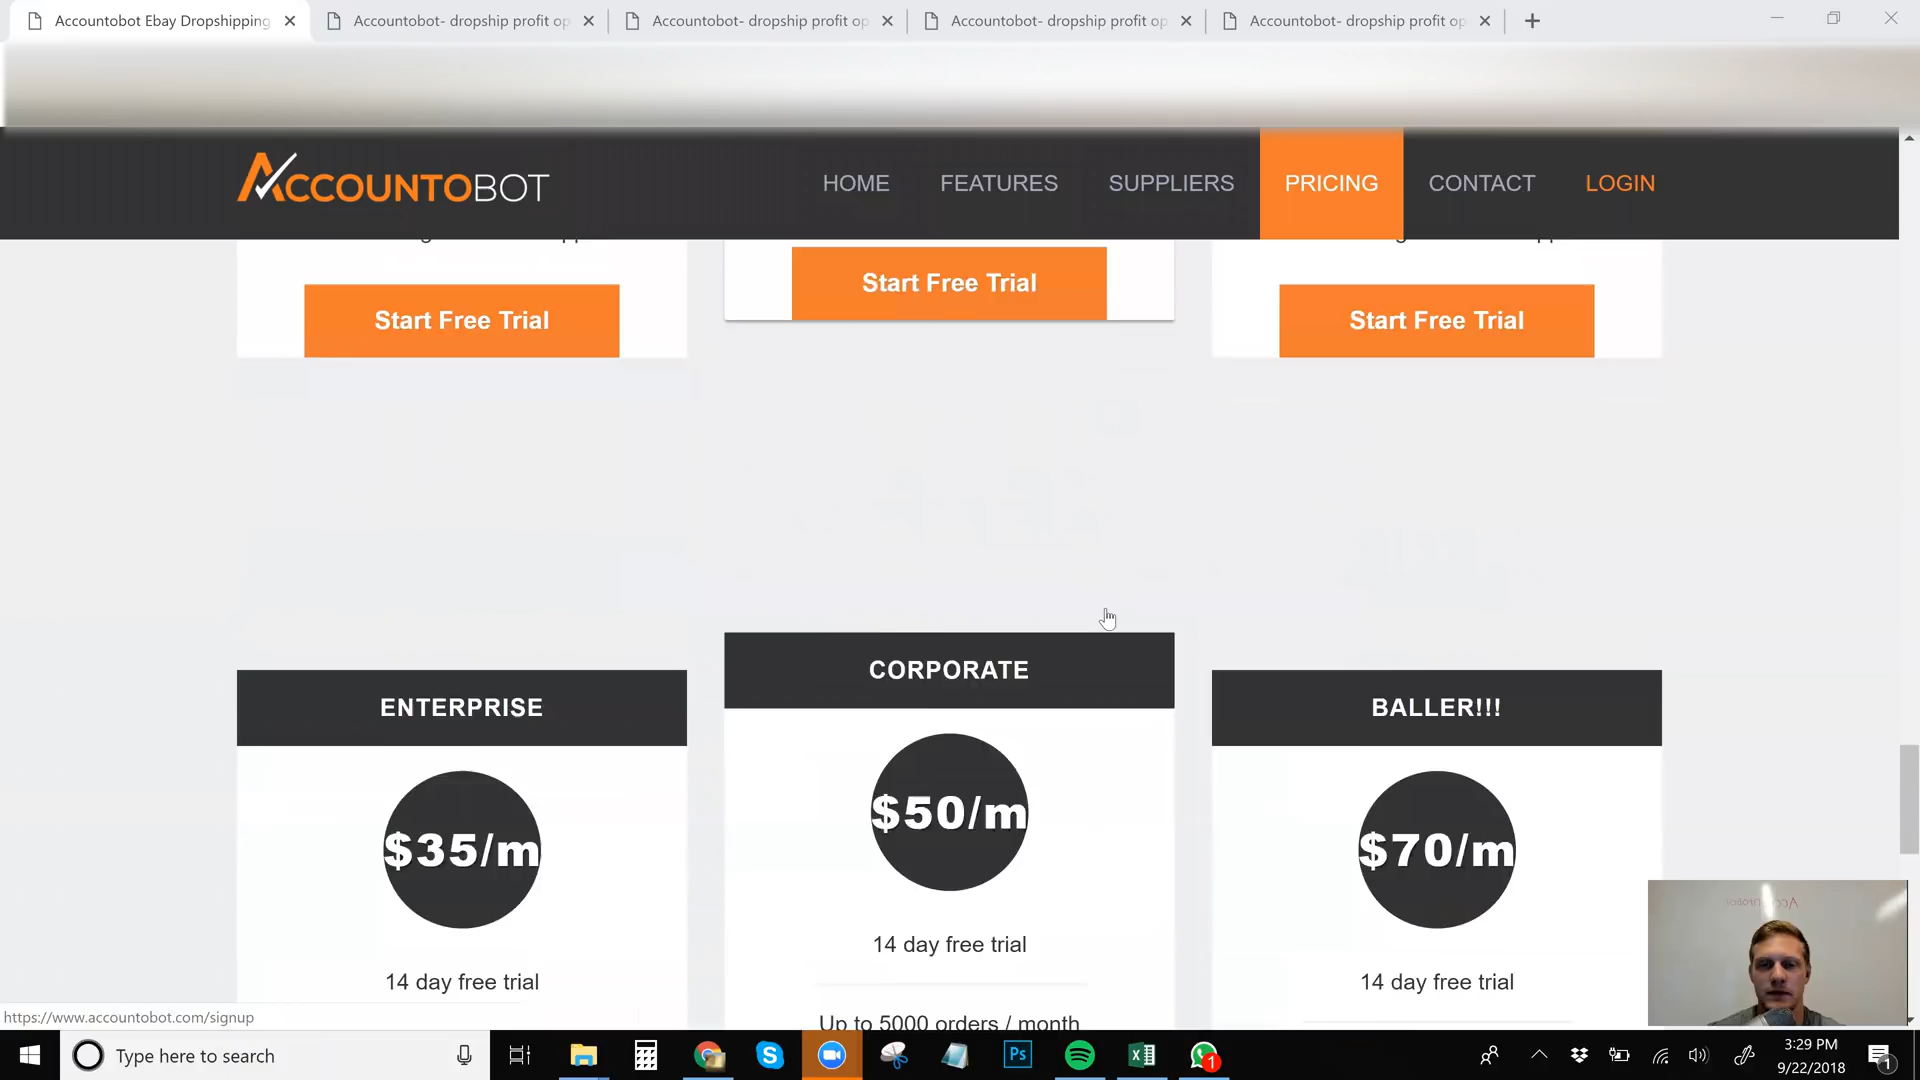 Accountobot Ebay Dropshipping
Accountobot- dropship profit op
Accountobot- dropship profit op
Accountobot- dropship profit op
Accountobot- dropship profit op
ACCOUNTOBOT
HOME
FEATURES
SUPPLIERS
PRICING
CONTACT
LOGIN
Start Free Trial
Start Free Trial
Start Free Trial
ENTERPRISE
CORPORATE
BALLER!!!
$35/m
$50/m
$70/m
14 day free trial
14 day free trial
14 day free trial
Up to 5000 orders / month
https://www.accountobot.com/signup
Type here to search
Ps
1
3:29 PM
9/22/2018
1